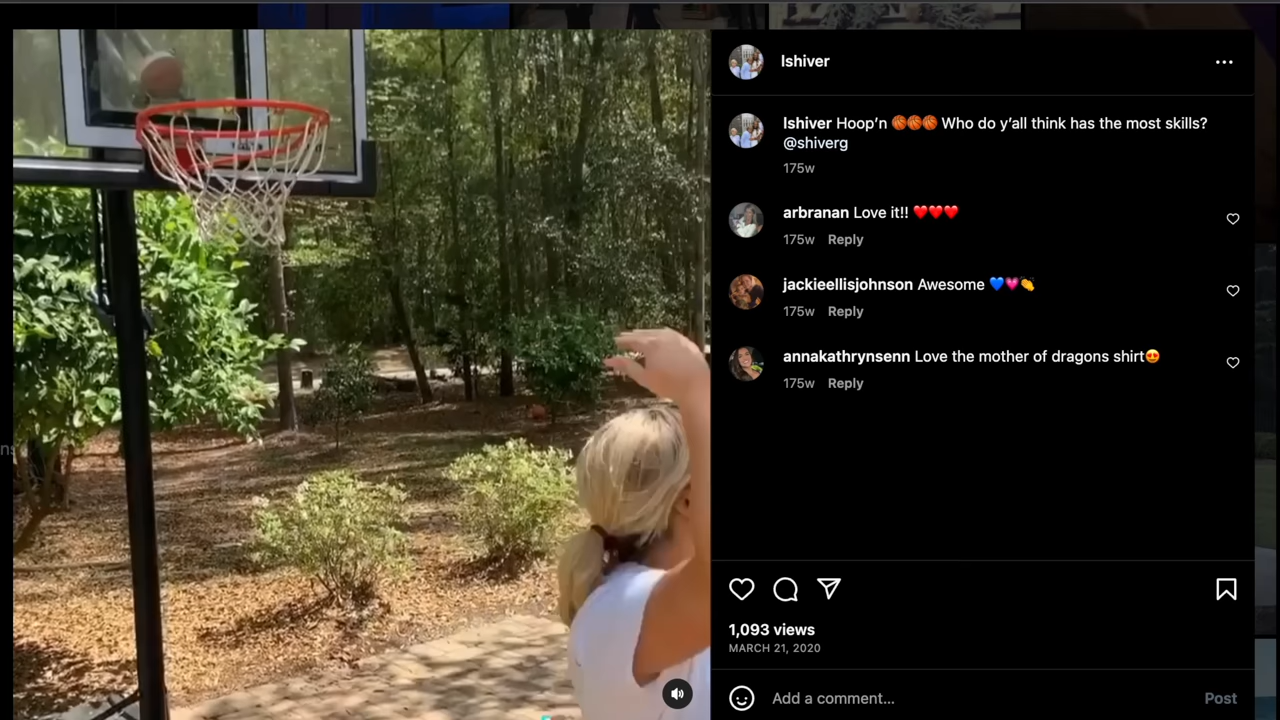 lshiver
lshiver Hoop’n 🏀🏀🏀 Who do y’all think has the most skills?
@shiverg
175w
arbranan Love it!! ❤️❤️❤️
175w Reply
jackieellisjohnson Awesome 💙💗👏
175w Reply
annakathrynsenn Love the mother of dragons shirt😍
175w Reply
1,093 views
MARCH 21, 2020
Add a comment... Post